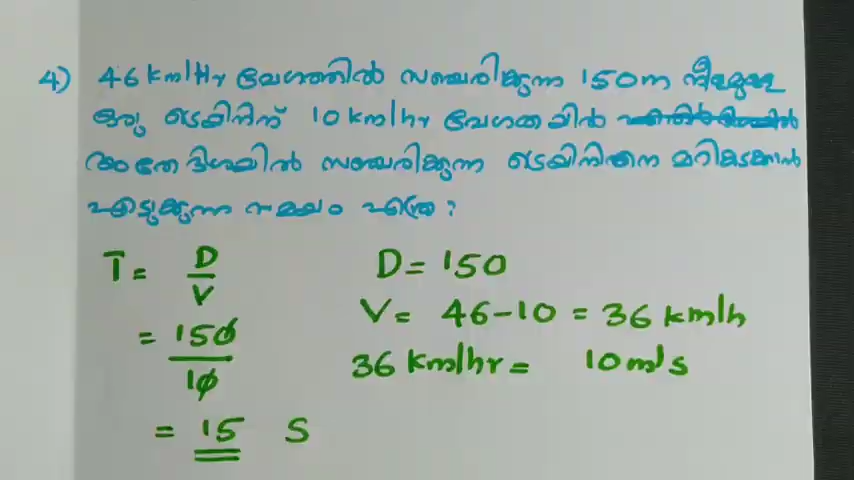 4) 46 km/Hr വേഗത്തിൽ സഞ്ചരിക്കുന്ന 150 m നീളമുള്ള
ഒരു ട്രെയിനിന് 10 km/hr വേഗതയിൽ
അതേ ദിശയിൽ സഞ്ചരിക്കുന്ന ട്രെയിനിനെ മറികടക്കാൻ
എടുക്കുന്ന സമയം എത്ര?
T = D/V D = 150
= 150/10 V = 46-10 = 36 km/h
36 km/hr = 10 m/s
= 15 S